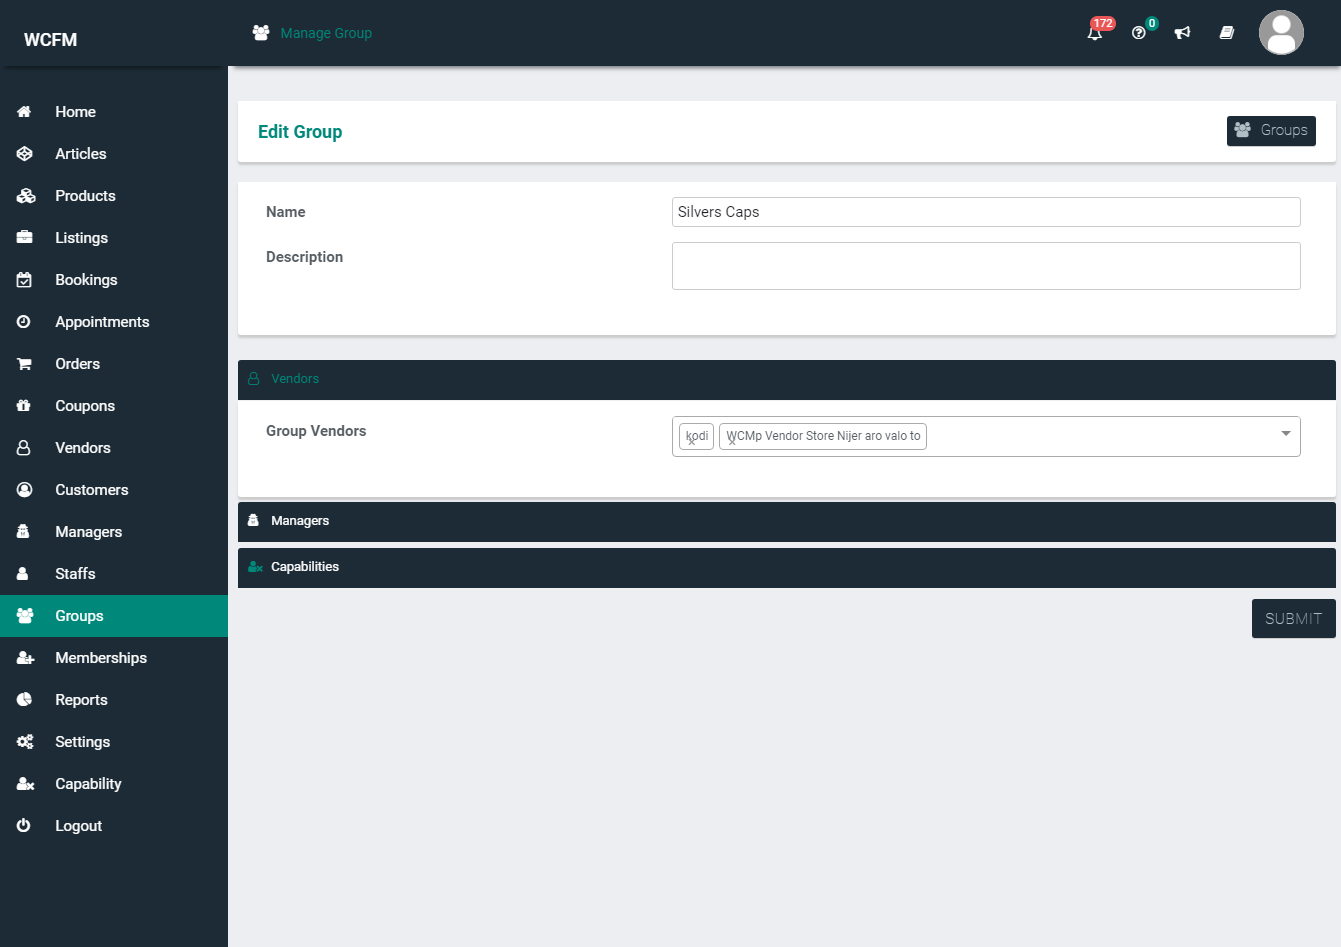 WCFM
Manage Group
172
0
Home
Articles
Products
Listings
Bookings
Appointments
Orders
Coupons
Vendors
Customers
Managers
Staffs
Groups
Memberships
Reports
Settings
Capability
Logout
Edit Group
Groups
Name
Silvers Caps
Description
Vendors
Group Vendors
× kodi
× WCMp Vendor Store Nijer aro valo to
Managers
Capabilities
SUBMIT